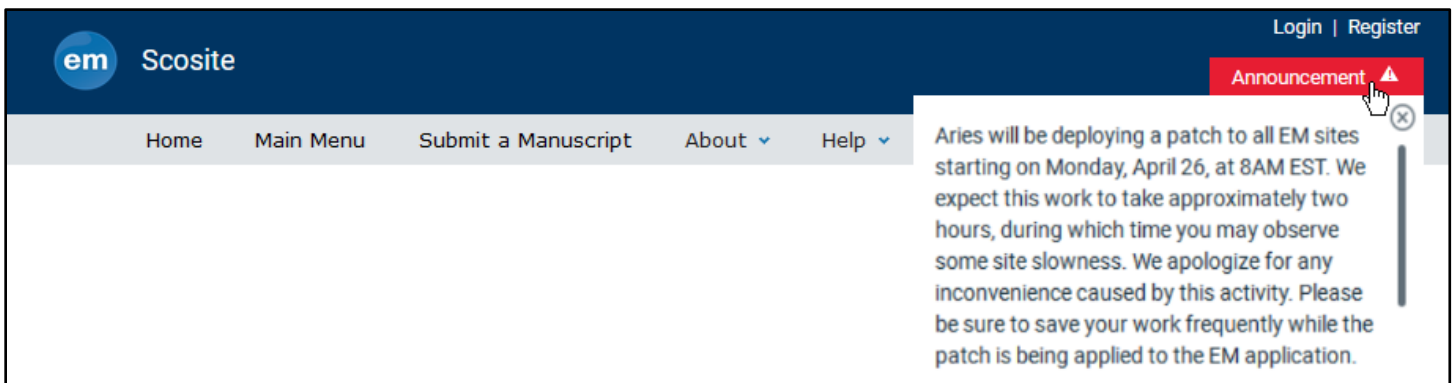 Login | Register
em Scosite
Announcement
Home Main Menu Submit a Manuscript About Help
Aries will be deploying a patch to all EM sites
starting on Monday, April 26, at 8AM EST. We
expect this work to take approximately two
hours, during which time you may observe
some site slowness. We apologize for any
inconvenience caused by this activity. Please
be sure to save your work frequently while the
patch is being applied to the EM application.